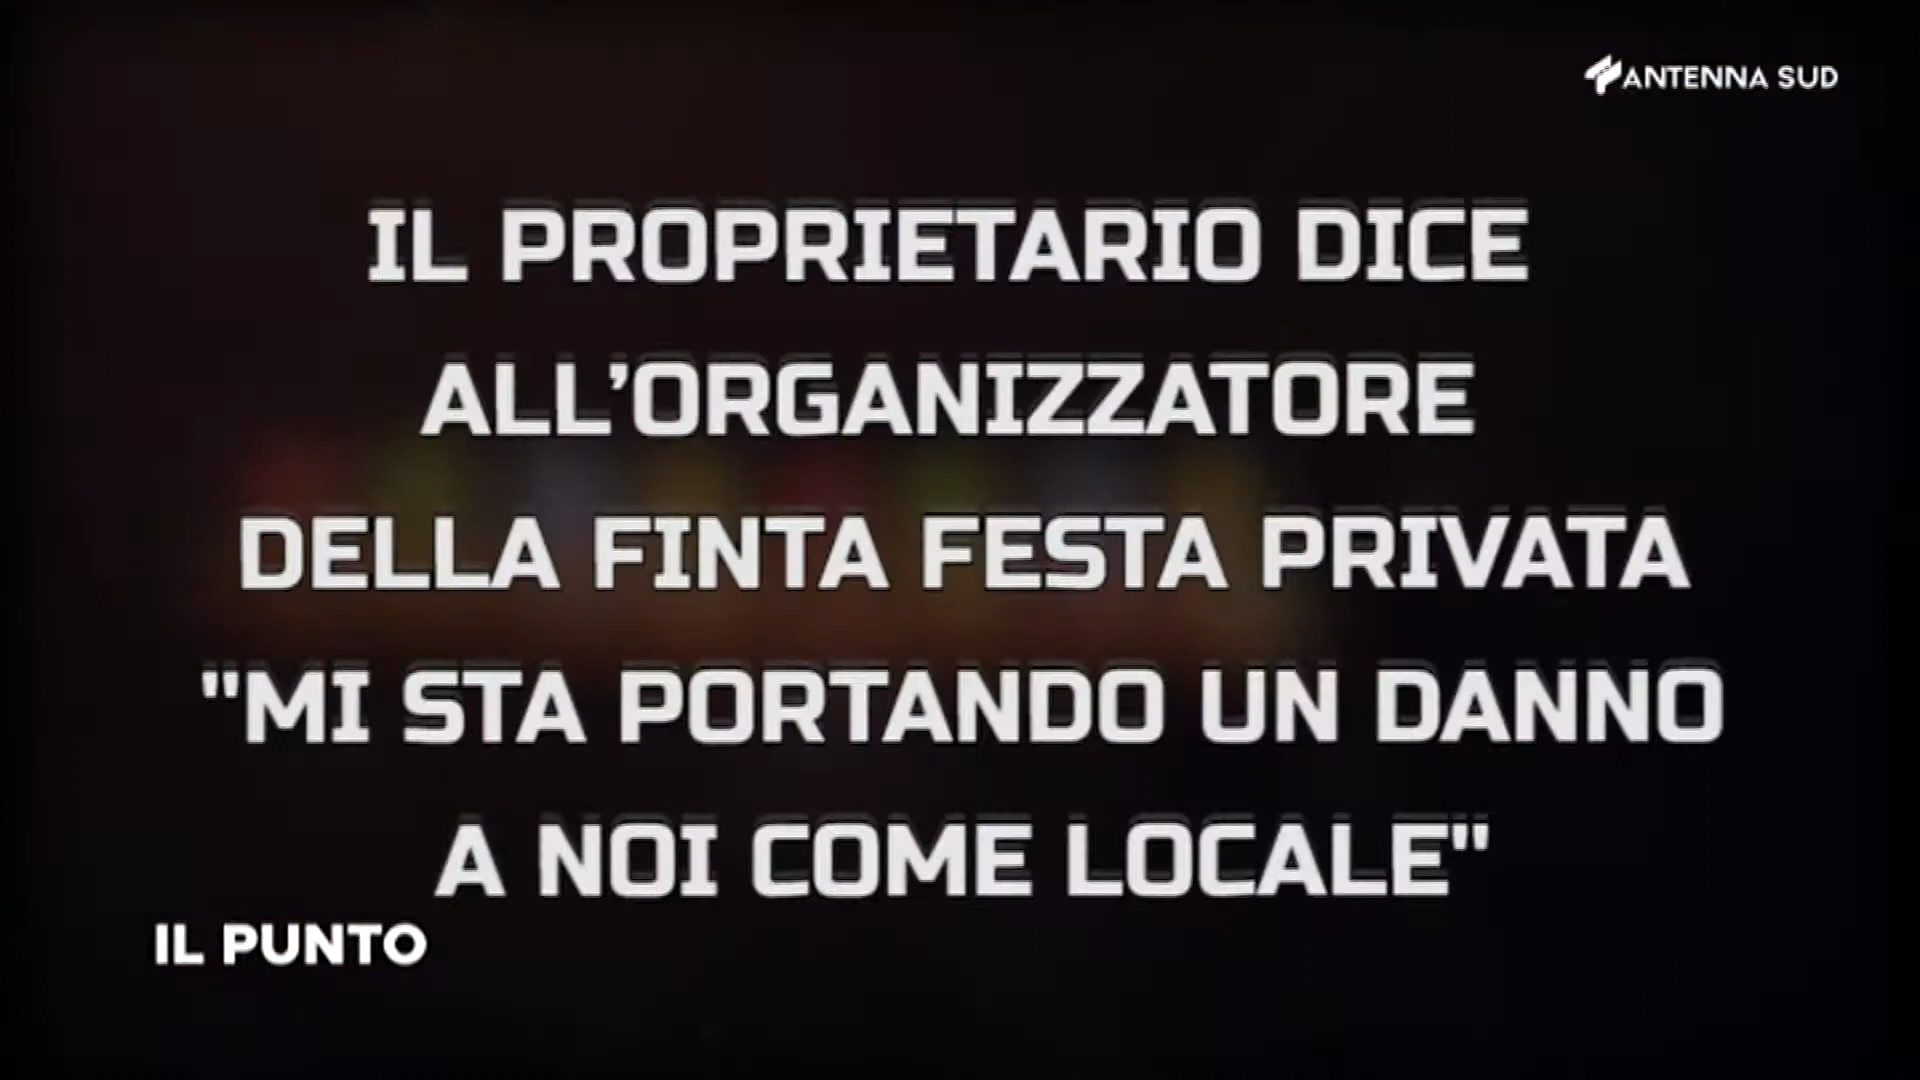 ANTENNA SUD
IL PROPRIETARIO DICE
ALL'ORGANIZZATORE
DELLA FINTA FESTA PRIVATA
"MI STA PORTANDO UN DANNO
A NOI COME LOCALE"
IL PUNTO